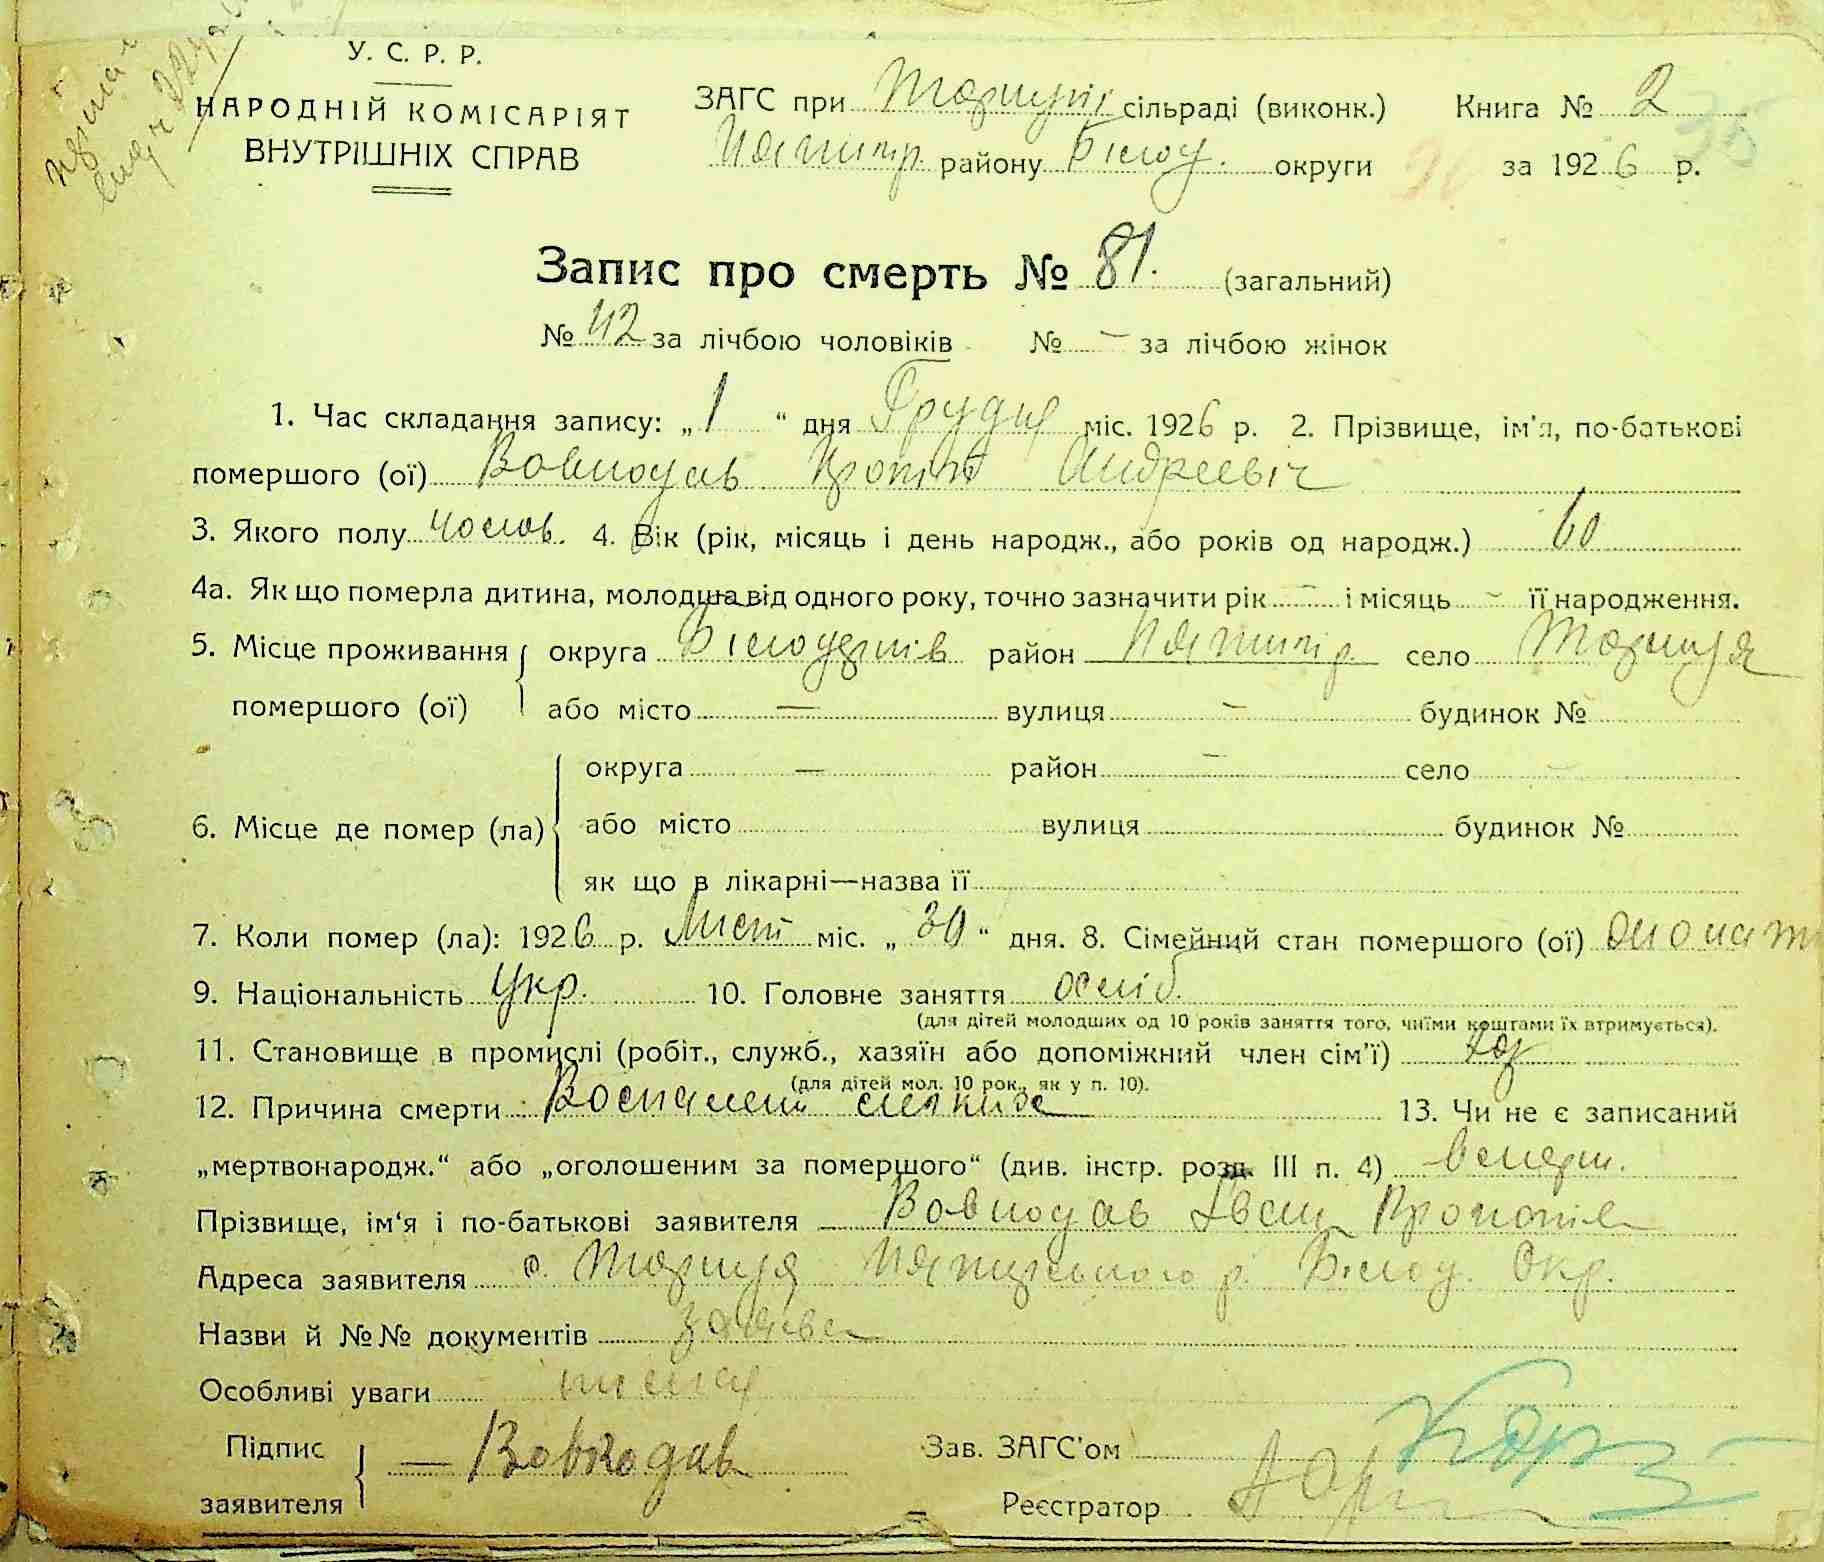 У. С. Р. Р.
НАРОДНІЙ КОМІСАРІЯТ
ВНУТРІШНІХ СПРАВ
ЗАГС при сільраді (виконк.) Книга № 2
району Білоц. округи за 1926 р.
Запис про смерть № 81. (загальний)
№ 42 за лічбою чоловіків № – за лічбою жінок
1. Час складання запису: „1“ дня Грудня міс. 1926 р. 2. Прізвище, ім'я, по-батькові
помершого (ої) Вовкодав Прокіп Андреевіч
3. Якого полу чолов. 4. Вік (рік, місяць і день народж., або років од народж.) 60
4а. Як що померла дитина, молодша від одного року, точно зазначити рік – і місяць – її народження.
5. Місце проживання округа район село
помершого (ої) або місто — вулиця – будинок №
округа — район – село –
6. Місце де помер (ла) або місто вулиця будинок №
як що в лікарні—назва її
7. Коли помер (ла): 1926 р. Лист міс. „30“ дня. 8. Сімейний стан помершого (ої)
9. Національність Укр. 10. Головне заняття
(для дітей молодших од 10 років заняття того, чиїми коштами їх втримується).
11. Становище в промислі (робіт., служб., хазяїн або допоміжний член сім'ї) хаз
(для дітей мол. 10 рок., як у п. 10).
12. Причина смерти 13. Чи не є записаний
„мертвонародж.“ або „оголошеним за помершого“ (див. інстр. розд. III п. 4)
Прізвище, ім'я і по-батькові заявителя Вовкодав Іван
Адреса заявителя с. Окр.
Назви й №№ документів заява
Особливі уваги
Підпис
заявителя — Вовкодав
Зав. ЗАГС'ом
Реєстратор